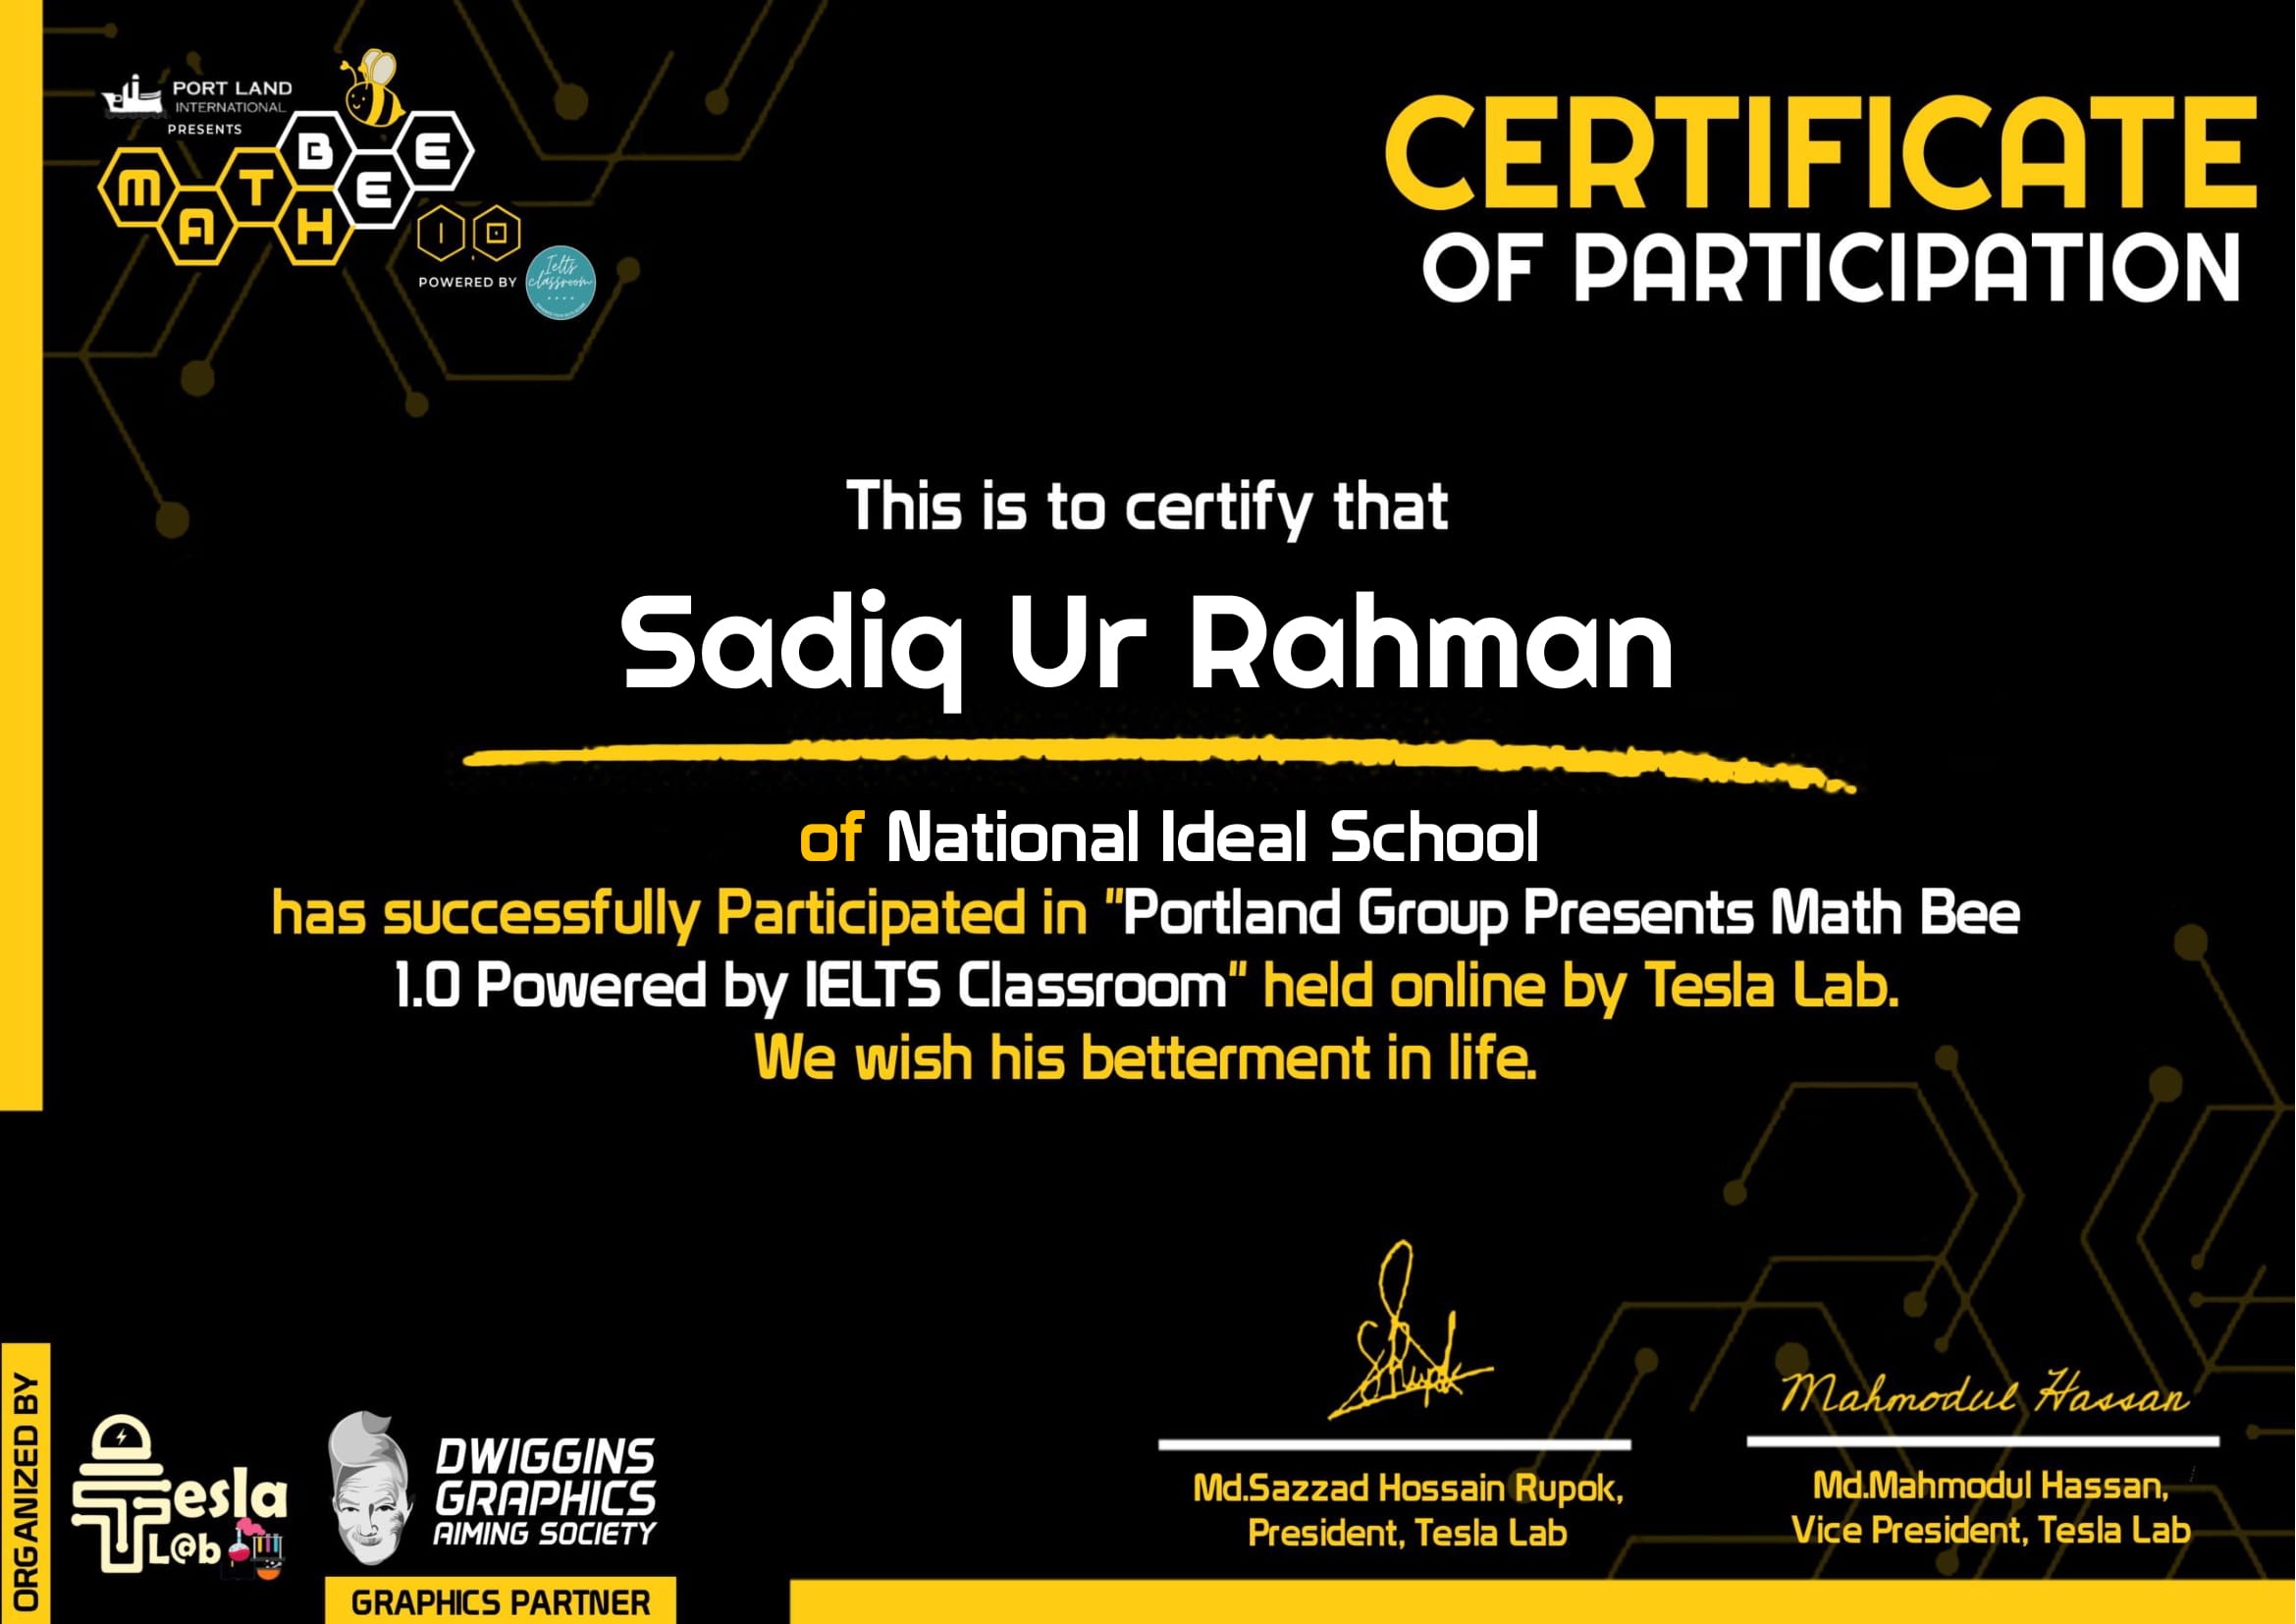 PORT LAND
INTERNATIONAL
PRESENTS
MATH BEE
1.0
POWERED BY
Ielts
classroom
CERTIFICATE
OF PARTICIPATION
This is to certify that
Sadiq Ur Rahman
of National Ideal School
has successfully Participated in "Portland Group Presents Math Bee
1.0 Powered by IELTS Classroom" held online by Tesla Lab.
We wish his betterment in life.
ORGANIZED BY
Tesla
L@b
DWIGGINS
GRAPHICS
AIMING SOCIETY
GRAPHICS PARTNER
Rupok
Md.Sazzad Hossain Rupok,
President, Tesla Lab
Mahmodul Hassan
Md.Mahmodul Hassan,
Vice President, Tesla Lab